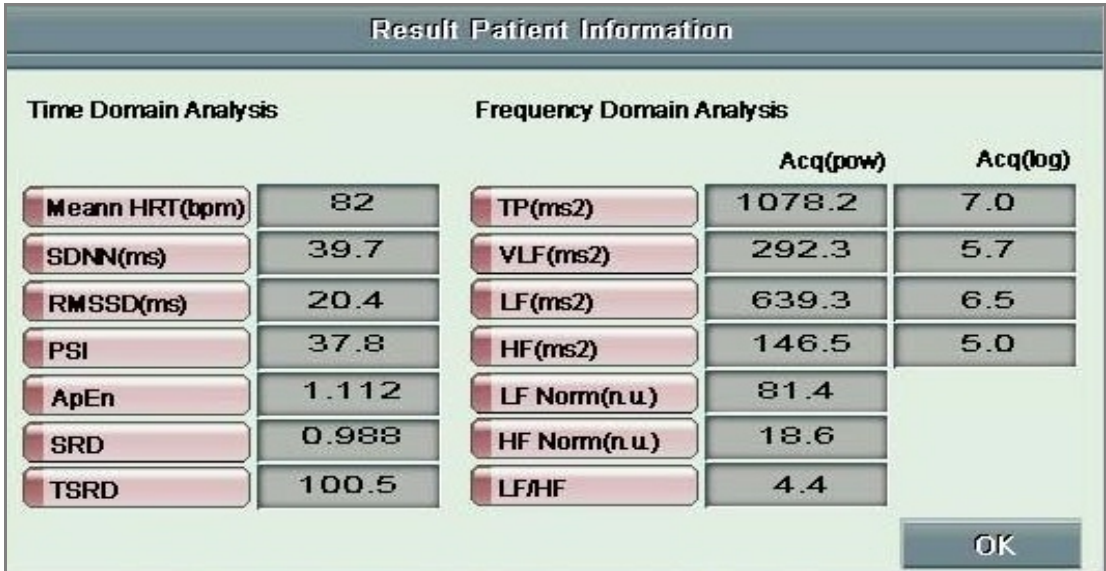 Result Patient Information
Time Domain Analysis
Frequency Domain Analysis
Acq(pow) Acq(log)
Meann HRT(bpm) 82 TP(ms2) 1078.2 7.0
SDNN(ms) 39.7 VLF(ms2) 292.3 5.7
RMSSD(ms) 20.4 LF(ms2) 639.3 6.5
PSI 37.8 HF(ms2) 146.5 5.0
ApEn 1.112 LF Norm(n.u.) 81.4
SRD 0.988 HF Norm(n.u.) 18.6
TSRD 100.5 LF/HF 4.4
OK